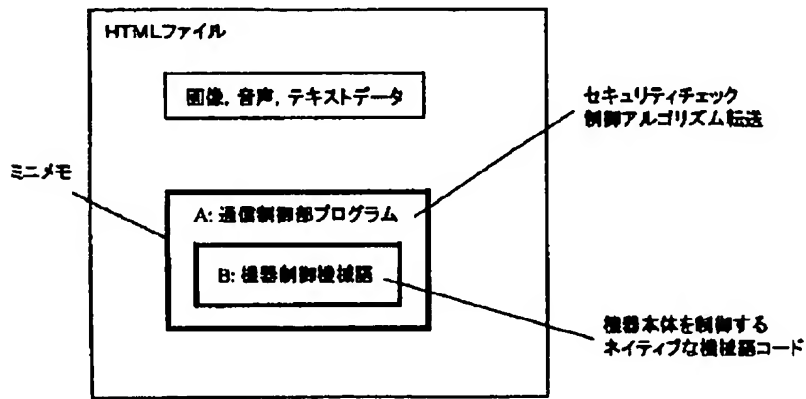 HTMLファイル
画像, 音声, テキストデータ
セキュリティチェック
制御アルゴリズム転送
ミニメモ
A: 通信制御部プログラム
B: 機器制御機械語
機器本体を制御する
ネイティブな機械語コード